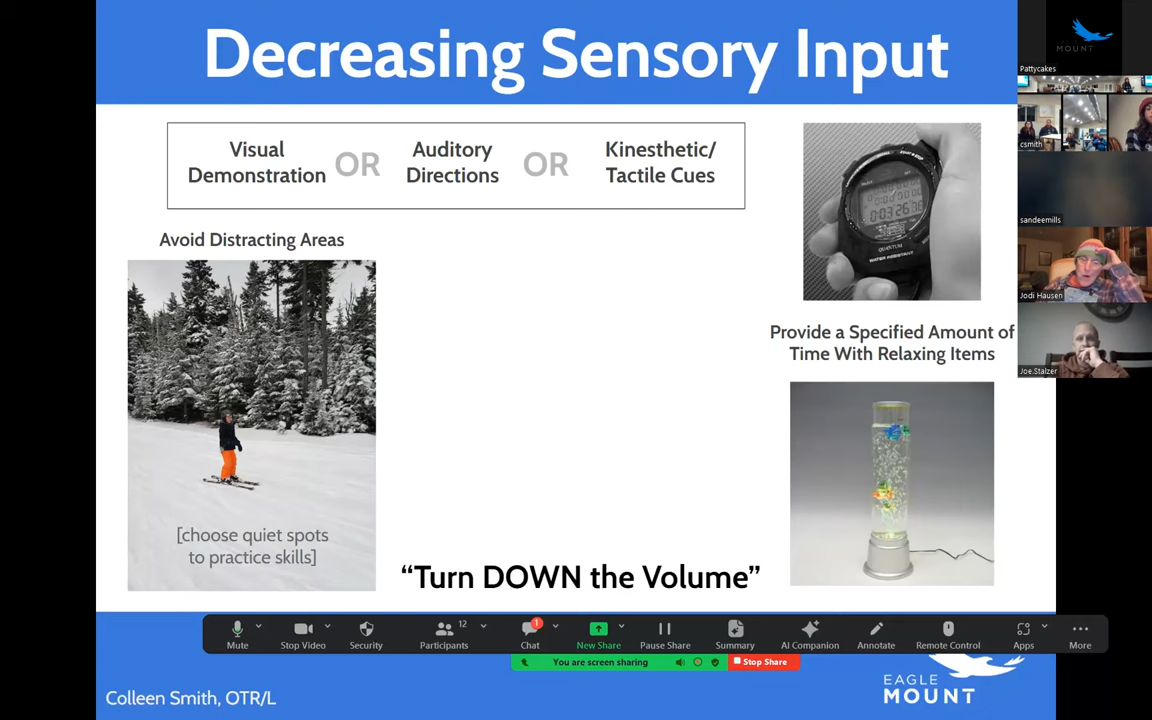 Decreasing Sensory Input
Visual
Demonstration
OR
Auditory
Directions
OR
Kinesthetic/
Tactile Cues
Avoid Distracting Areas
[choose quiet spots
to practice skills]
QUANTUM
WATER RESISTANT
Provide a Specified Amount of
Time With Relaxing Items
“Turn DOWN the Volume”
MOUNT
Pattycakes
csmith
sandeemills
Jodi Hausen
Joe.Stalzer
12
1
Mute
Stop Video
Security
Participants
Chat
New Share
Pause Share
Summary
AI Companion
Annotate
Remote Control
Apps
More
You are screen sharing
Stop Share
Colleen Smith, OTR/L
EAGLE
MOUNT